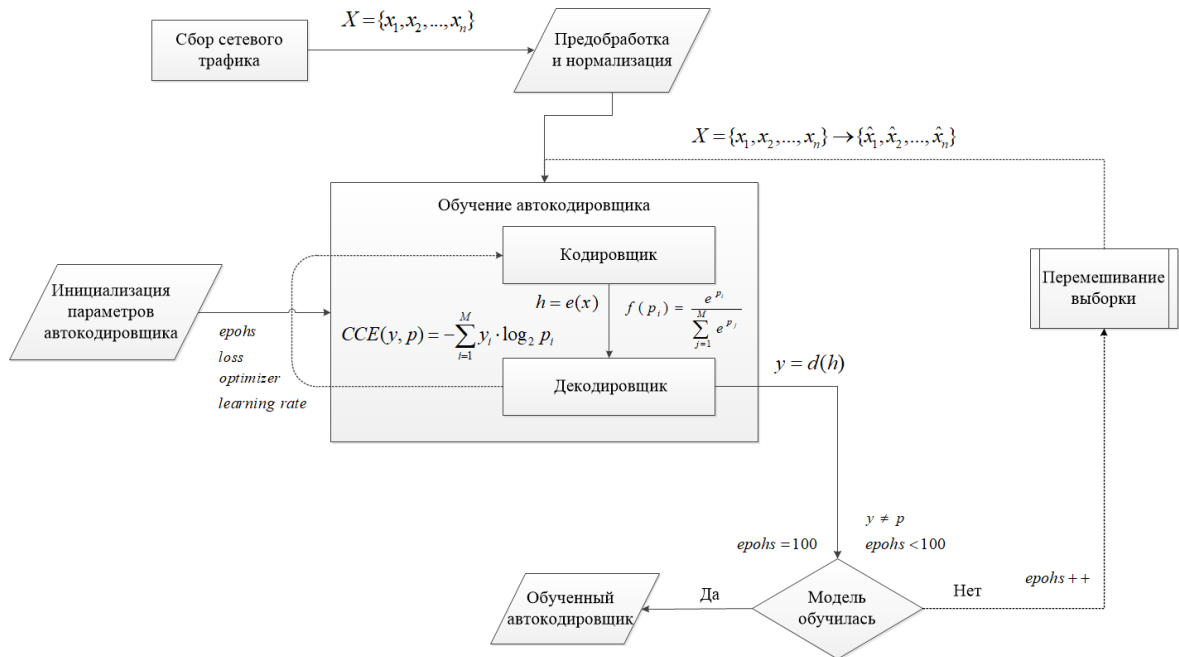 X = {x₁, x₂, ..., xₙ}
Сбор сетевого
трафика
Предобработка
и нормализация
X = {x₁, x₂, ..., xₙ} → {x̂₁, x̂₂, ..., x̂ₙ}
Обучение автокодировщика
Кодировщик
Инициализация
параметров
автокодировщика
Перемешивание
выборки
h = e(x)
f(pᵢ) = e^{pᵢ} / ∑_{j=1}^{M} e^{pⱼ}
CCE(y, p) = −∑_{i=1}^{M} yᵢ · log₂ pᵢ
epohs
loss
optimizer
learning rate
Декодировщик
y = d(h)
y ≠ p
epohs = 100
epohs < 100
epohs ++
Обученный
автокодировщик
Да
Модель
обучилась
Нет